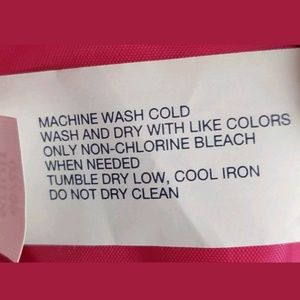 MACHINE WASH COLD
WASH AND DRY WITH LIKE COLORS
ONLY NON-CHLORINE BLEACH
WHEN NEEDED
TUMBLE DRY LOW, COOL IRON
DO NOT DRY CLEAN